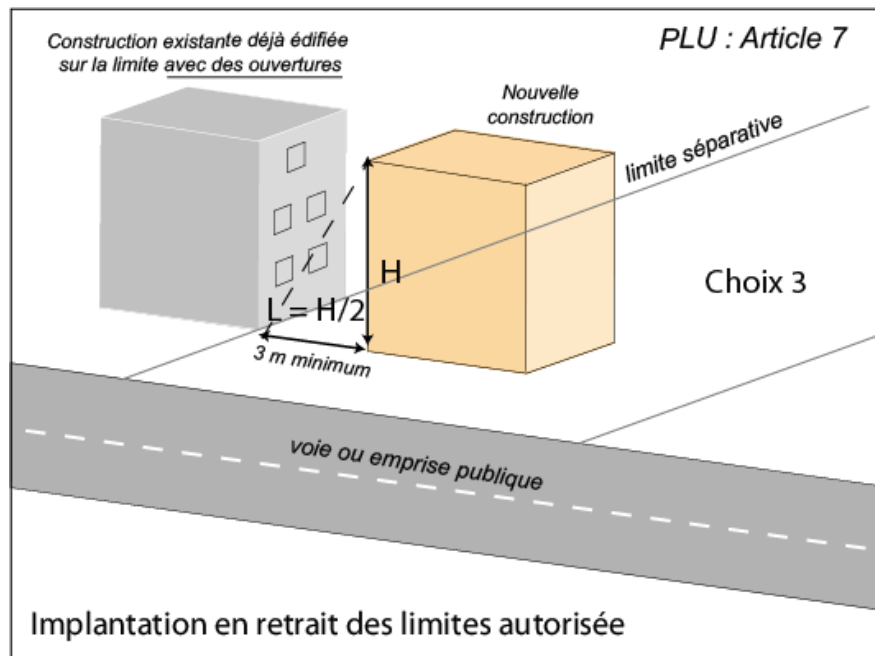 Construction existante déjà édifiée
sur la limite avec des ouvertures
PLU : Article 7
Nouvelle
construction
limite séparative
H
Choix 3
L = H/2
3 m minimum
voie ou emprise publique
Implantation en retrait des limites autorisée